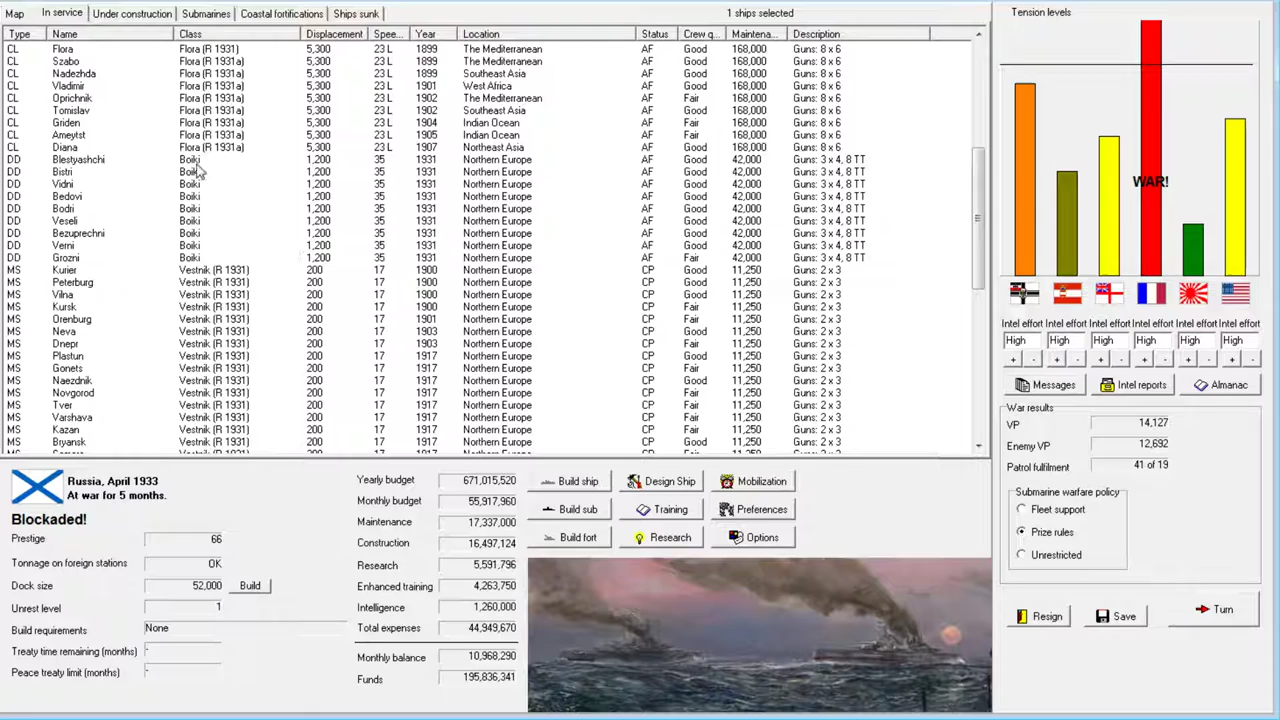 Map In service Under construction Submarines Coastal fortifications Ships sunk 1 ships selected
Type Name Class Displacement Spee... Year Location Status Crew q... Maintena... Description
CL Flora Flora (R 1931) 5,300 23 L 1899 The Mediterranean AF Good 168,000 Guns: 8 x 6
CL Szabo Flora (R 1931a) 5,300 23 L 1899 The Mediterranean AF Good 168,000 Guns: 8 x 6
CL Nadezhda Flora (R 1931a) 5,300 23 L 1899 Southeast Asia AF Good 168,000 Guns: 8 x 6
CL Vladimir Flora (R 1931a) 5,300 23 L 1901 West Africa AF Good 168,000 Guns: 8 x 6
CL Oprichnik Flora (R 1931a) 5,300 23 L 1902 The Mediterranean AF Fair 168,000 Guns: 8 x 6
CL Tomislav Flora (R 1931a) 5,300 23 L 1902 Southeast Asia AF Good 168,000 Guns: 8 x 6
CL Griden Flora (R 1931a) 5,300 23 L 1904 Indian Ocean AF Fair 168,000 Guns: 8 x 6
CL Ameytst Flora (R 1931a) 5,300 23 L 1905 Indian Ocean AF Fair 168,000 Guns: 8 x 6
CL Diana Flora (R 1931a) 5,300 23 L 1907 Northeast Asia AF Good 168,000 Guns: 8 x 6
DD Blestyashchi Boiki 1,200 35 1931 Northern Europe AF Good 42,000 Guns: 3 x 4, 8 TT
DD Bistri Boiki 1,200 35 1931 Northern Europe AF Good 42,000 Guns: 3 x 4, 8 TT
DD Vidni Boiki 1,200 35 1931 Northern Europe AF Good 42,000 Guns: 3 x 4, 8 TT
DD Bedovi Boiki 1,200 35 1931 Northern Europe AF Good 42,000 Guns: 3 x 4, 8 TT
DD Bodri Boiki 1,200 35 1931 Northern Europe AF Good 42,000 Guns: 3 x 4, 8 TT
DD Veseli Boiki 1,200 35 1931 Northern Europe AF Good 42,000 Guns: 3 x 4, 8 TT
DD Bezuprechni Boiki 1,200 35 1931 Northern Europe AF Good 42,000 Guns: 3 x 4, 8 TT
DD Verni Boiki 1,200 35 1931 Northern Europe AF Good 42,000 Guns: 3 x 4, 8 TT
DD Grozni Boiki 1,200 35 1931 Northern Europe AF Fair 42,000 Guns: 3 x 4, 8 TT
MS Kurier Vestnik (R 1931) 200 17 1900 Northern Europe CP Good 11,250 Guns: 2 x 3
MS Peterburg Vestnik (R 1931) 200 17 1900 Northern Europe CP Good 11,250 Guns: 2 x 3
MS Vilna Vestnik (R 1931) 200 17 1900 Northern Europe CP Good 11,250 Guns: 2 x 3
MS Kursk Vestnik (R 1931) 200 17 1900 Northern Europe CP Fair 11,250 Guns: 2 x 3
MS Orenburg Vestnik (R 1931) 200 17 1900 Northern Europe CP Good 11,250 Guns: 2 x 3
MS Neva Vestnik (R 1931) 200 17 1903 Northern Europe CP Good 11,250 Guns: 2 x 3
MS Dnepr Vestnik (R 1931) 200 17 1903 Northern Europe CP Fair 11,250 Guns: 2 x 3
MS Plastun Vestnik (R 1931) 200 17 1917 Northern Europe CP Good 11,250 Guns: 2 x 3
MS Gonets Vestnik (R 1931) 200 17 1917 Northern Europe CP Fair 11,250 Guns: 2 x 3
MS Naezdnik Vestnik (R 1931) 200 17 1917 Northern Europe CP Good 11,250 Guns: 2 x 3
MS Novgorod Vestnik (R 1931) 200 17 1917 Northern Europe CP Fair 11,250 Guns: 2 x 3
MS Tver Vestnik (R 1931) 200 17 1917 Northern Europe CP Fair 11,250 Guns: 2 x 3
MS Varshava Vestnik (R 1931) 200 17 1917 Northern Europe CP Fair 11,250 Guns: 2 x 3
MS Kazan Vestnik (R 1931) 200 17 1917 Northern Europe CP Fair 11,250 Guns: 2 x 3
MS Bryansk Vestnik (R 1931) 200 17 1917 Northern Europe CP Good 11,250 Guns: 2 x 3
Tension levels
WAR!
Intel effort Intel effort Intel effort Intel effort Intel effort Intel effort
High High High High High High
+ - + - + - + - + - + -
Messages Intel reports Almanac
War results
VP 14,127
Enemy VP 12,692
Patrol fulfilment 41 of 19
Submarine warfare policy
Fleet support
Prize rules
Unrestricted
Resign Save Turn
Russia, April 1933
At war for 5 months.
Blockaded!
Prestige 66
Tonnage on foreign stations OK
Dock size 52,000 Build
Unrest level 1
Build requirements None
Treaty time remaining (months) -
Peace treaty limit (months) -
Yearly budget 671,015,520
Monthly budget 55,917,960
Maintenance 17,337,000
Construction 16,497,124
Research 5,591,796
Enhanced training 4,263,750
Intelligence 1,260,000
Total expenses 44,949,670
Monthly balance 10,968,290
Funds 195,836,341
Build ship Design Ship Mobilization
Build sub Training Preferences
Build fort Research Options